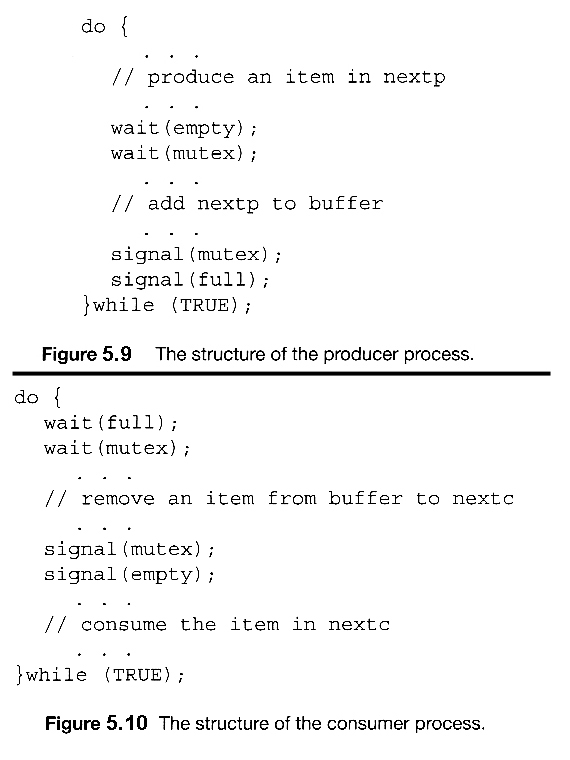 do {
. . .
// produce an item in nextp
. . .
wait(empty);
wait(mutex);
. . .
// add nextp to buffer
. . .
signal(mutex);
signal(full);
}while (TRUE);
Figure 5.9 The structure of the producer process.
do {
wait(full);
wait(mutex);
. . .
// remove an item from buffer to nextc
. . .
signal(mutex);
signal(empty);
. . .
// consume the item in nextc
. . .
}while (TRUE);
Figure 5.10 The structure of the consumer process.